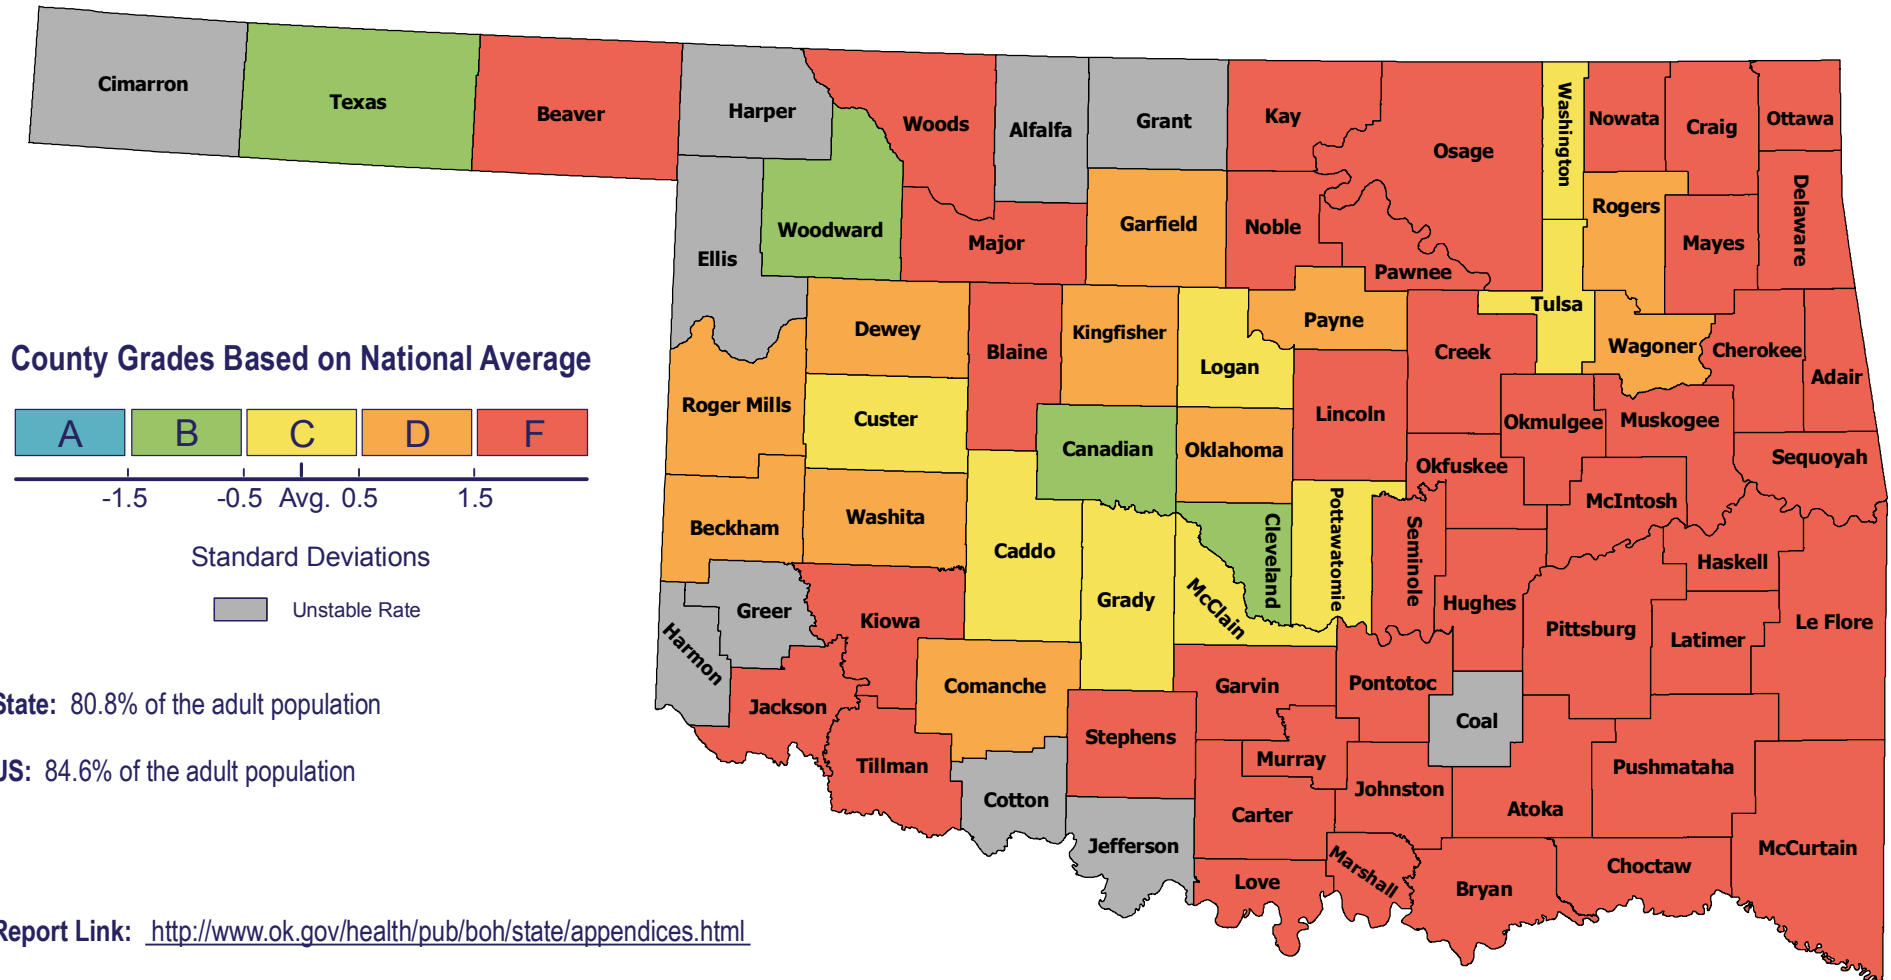 Cimarron
Texas
Beaver
Harper
Woods
Alfalfa
Grant
Kay
Osage
Washington
Nowata
Craig
Ottawa
Ellis
Woodward
Major
Garfield
Noble
Pawnee
Rogers
Mayes
Delaware
Roger Mills
Dewey
Blaine
Kingfisher
Logan
Payne
Creek
Tulsa
Wagoner
Cherokee
Adair
Custer
Canadian
Oklahoma
Lincoln
Okmulgee
Muskogee
Sequoyah
Okfuskee
McIntosh
Beckham
Washita
Caddo
Grady
McClain
Cleveland
Pottawatomie
Seminole
Hughes
Pittsburg
Haskell
Latimer
Le Flore
Harmon
Greer
Kiowa
Jackson
Comanche
Tillman
Cotton
Stephens
Jefferson
Garvin
Murray
Carter
Love
Pontotoc
Coal
Johnston
Marshall
Atoka
Bryan
Pushmataha
Choctaw
McCurtain
County Grades Based on National Average
A B C D F
-1.5 -0.5 Avg. 0.5 1.5
Standard Deviations
Unstable Rate
State: 80.8% of the adult population
US: 84.6% of the adult population
Report Link: http://www.ok.gov/health/pub/boh/state/appendices.html